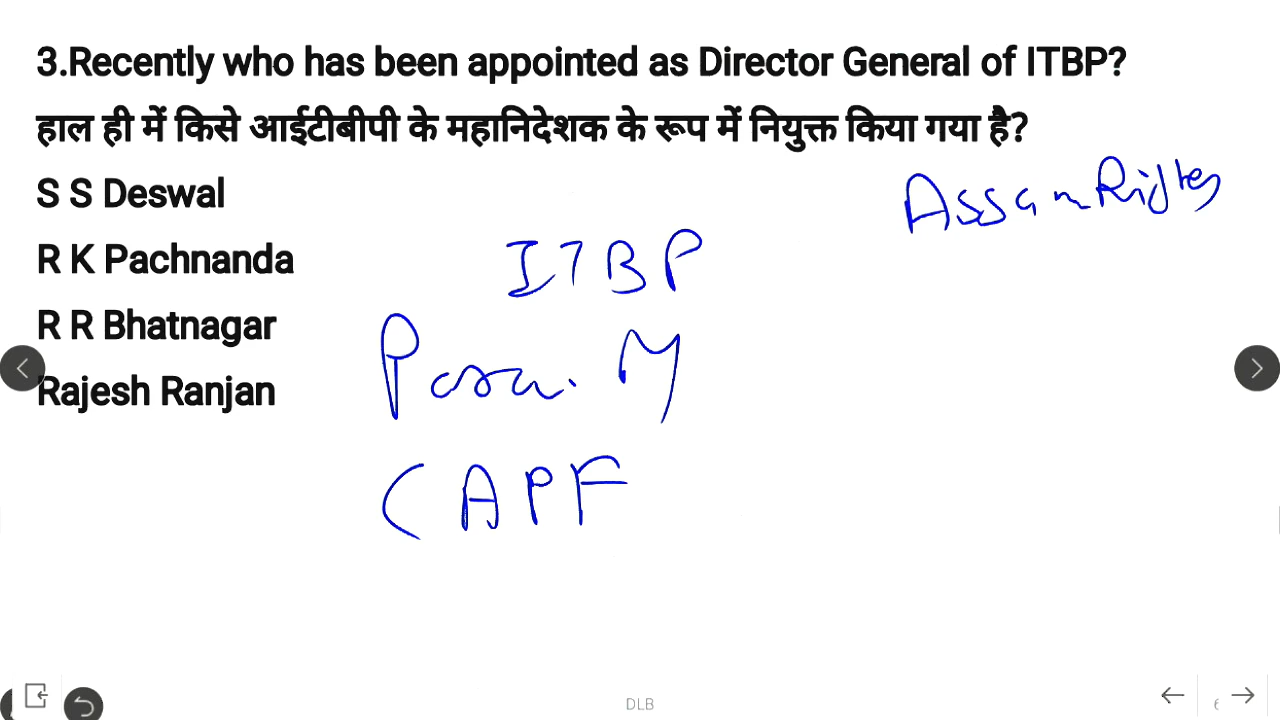 3.Recently who has been appointed as Director General of ITBP?
हाल ही में किसे आईटीबीपी के महानिदेशक के रूप में नियुक्त किया गया है?
S S Deswal
Assam
R K Pachnanda
ITBP
R R Bhatnagar
Para. M
Rajesh Ranjan
CAPF
DLB